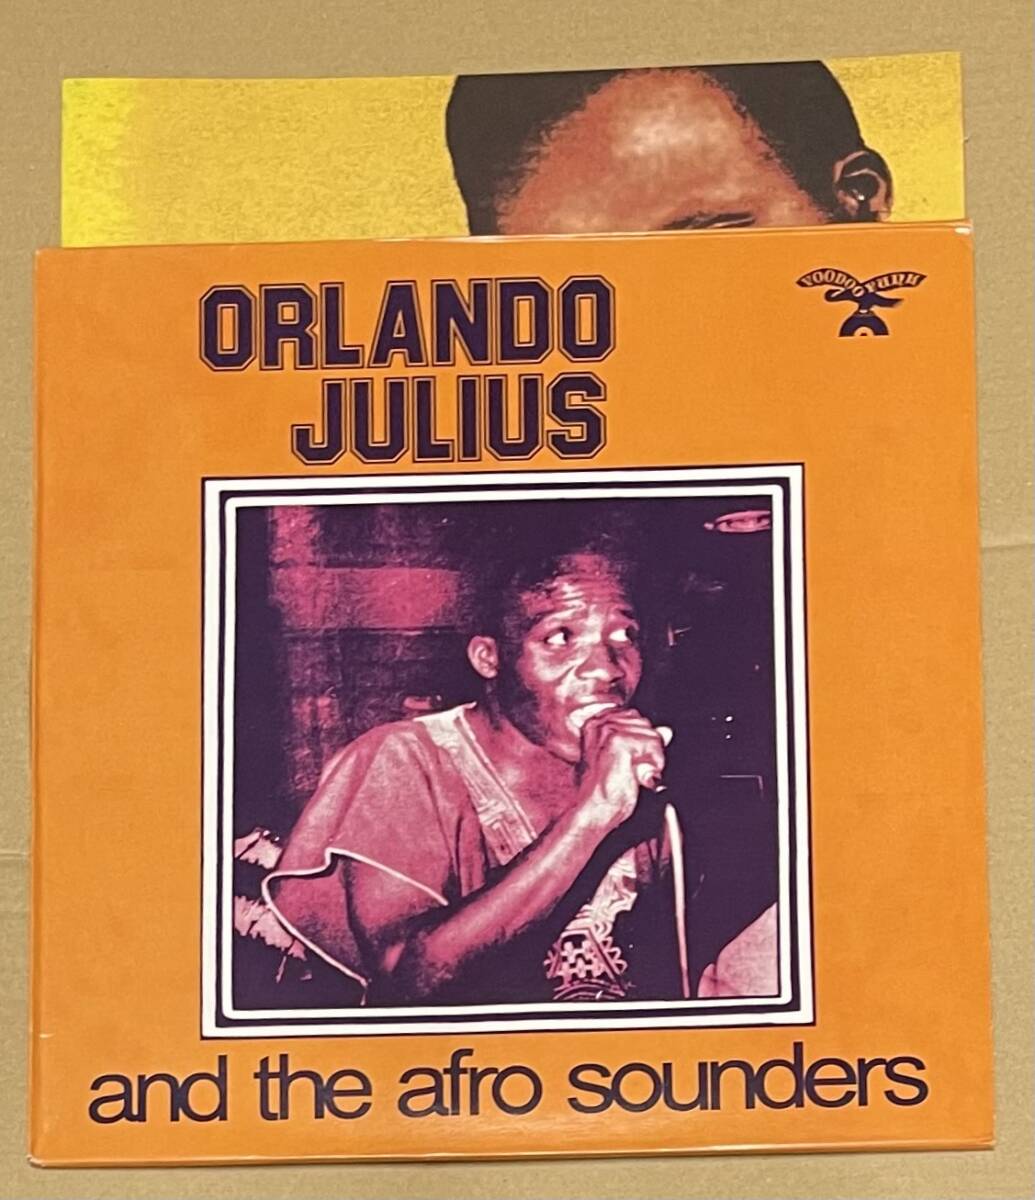 ORLANDO
JULIUS
VOODOO FUNK
and the afro sounders